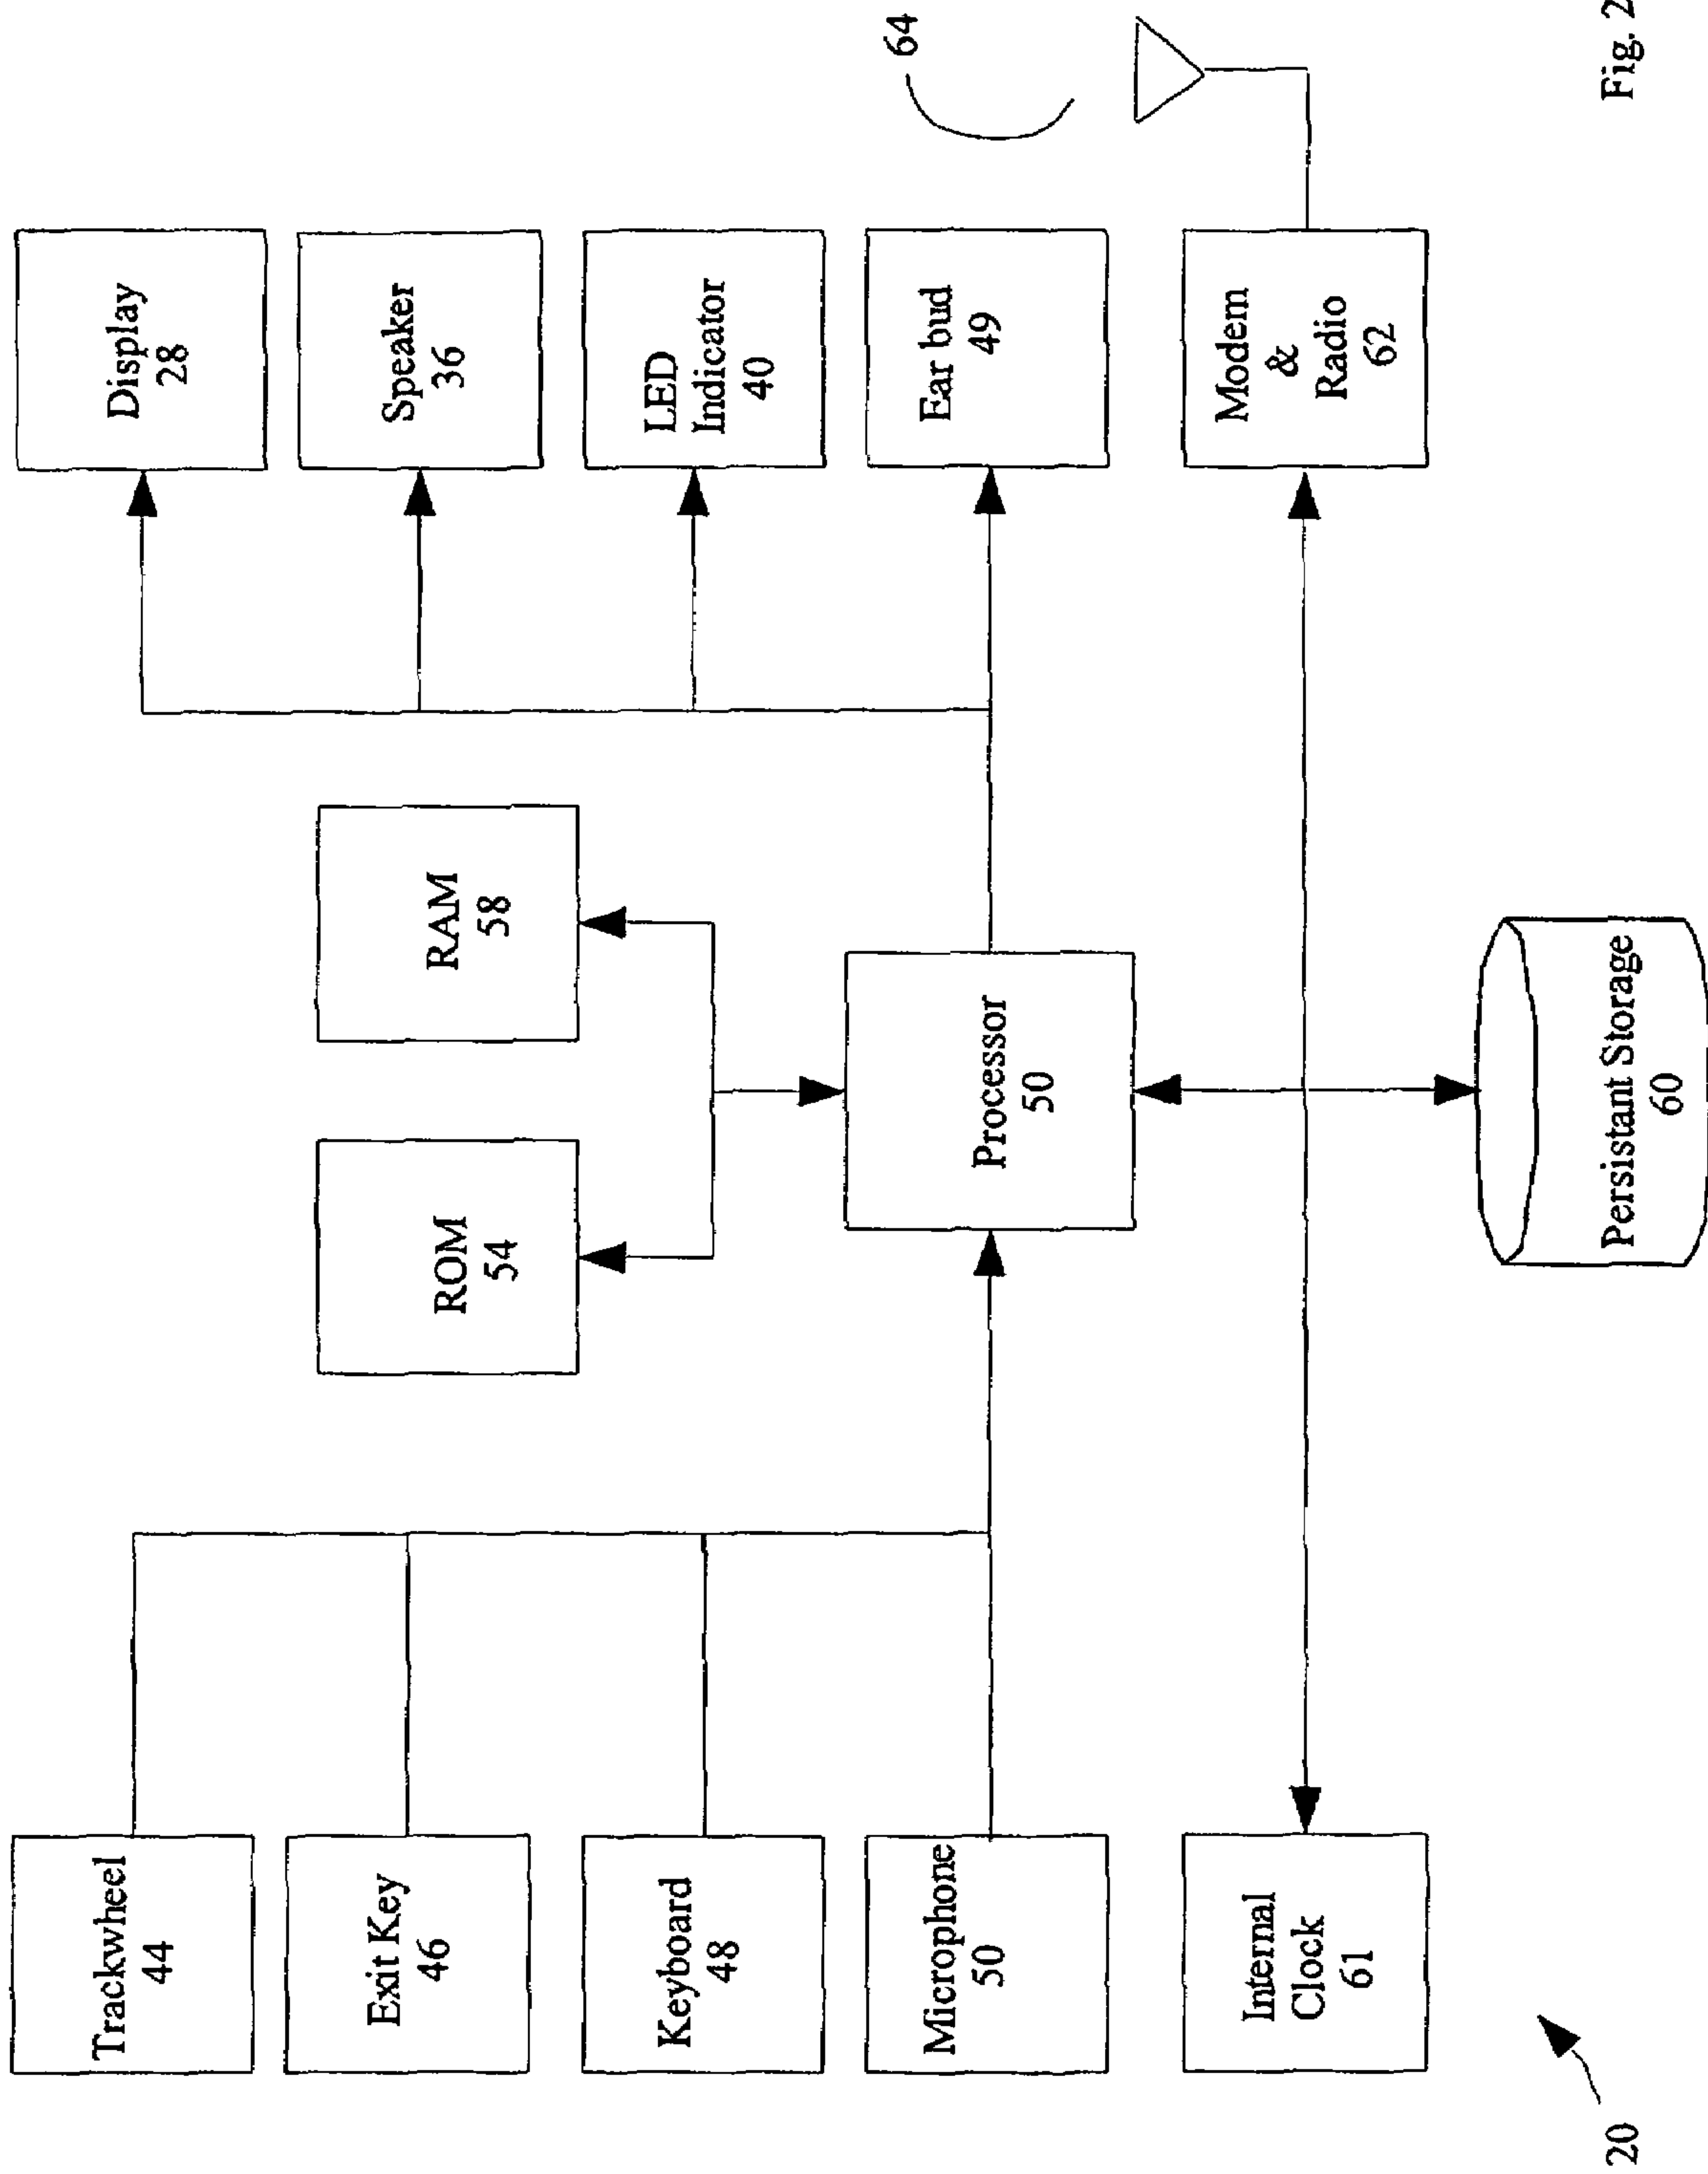 Trackwheel
44
Exit Key
46
Keyboard
48
Microphone
50
Internal
Clock
61
ROM
54
RAM
58
Processor
50
Persistant Storage
60
Display
28
Speaker
36
LED
Indicator
40
Ear bud
49
Modem
&
Radio
62
64
20
Fig. 2